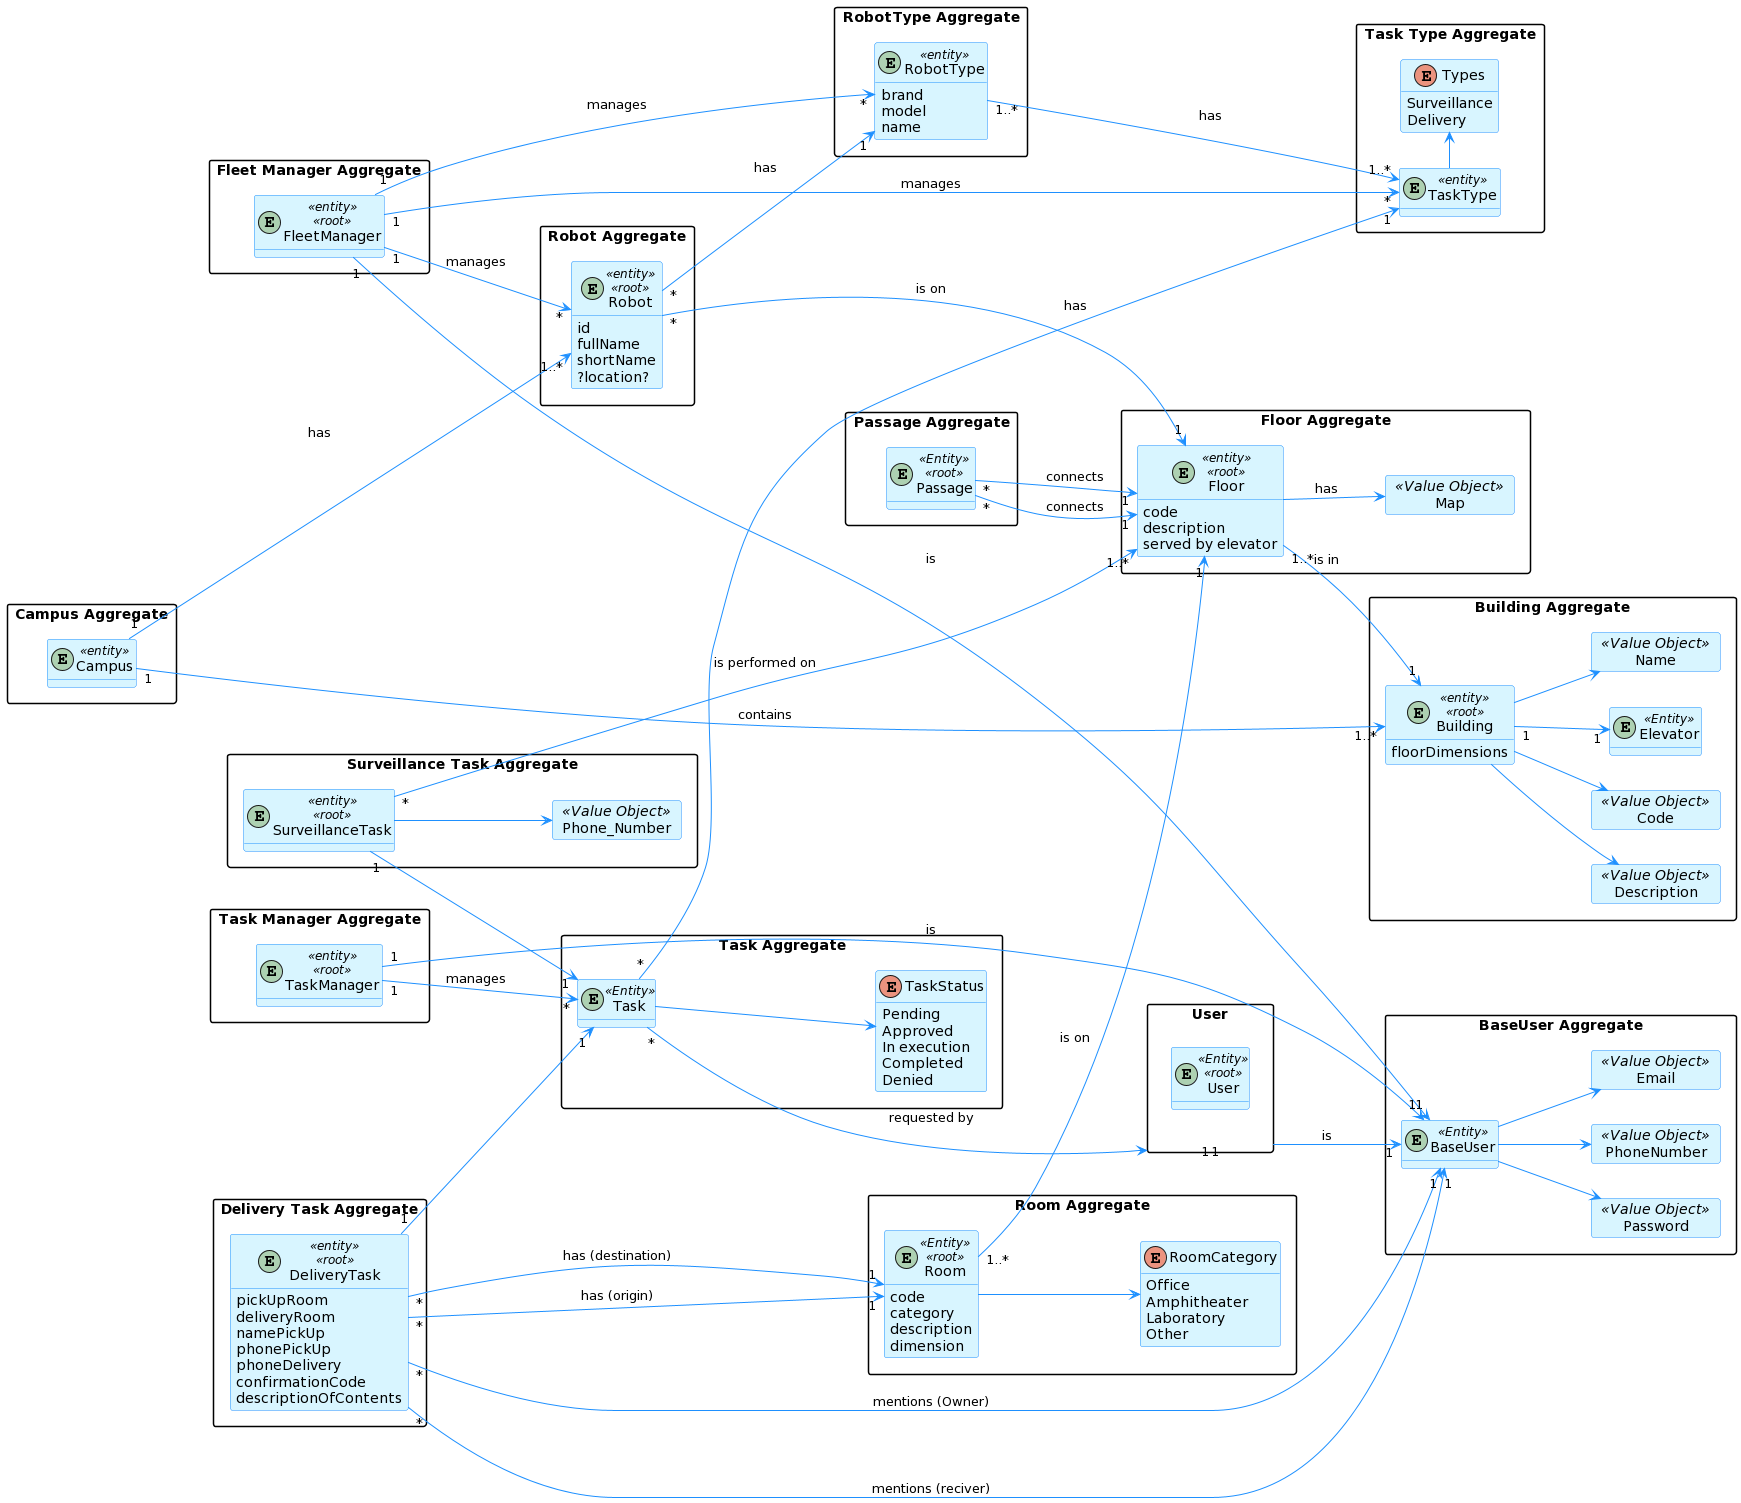 RobotType Aggregate
E
«entity»
RobotType
brand
model
name
Task Type Aggregate
E
Types
Surveillance
Delivery
E
«entity»
TaskType
Fleet Manager Aggregate
E
«entity»
«root»
FleetManager
Robot Aggregate
E
«entity»
«root»
Robot
id
fullName
shortName
?location?
Passage Aggregate
E
«Entity»
«root»
Passage
Floor Aggregate
E
«entity»
«root»
Floor
code
description
served by elevator
«Value Object»
Map
Campus Aggregate
E
«entity»
Campus
Building Aggregate
E
«entity»
«root»
Building
floorDimensions
«Value Object»
Name
E
«Entity»
Elevator
«Value Object»
Code
«Value Object»
Description
Surveillance Task Aggregate
E
«entity»
«root»
SurveillanceTask
«Value Object»
Phone_Number
Task Manager Aggregate
E
«entity»
«root»
TaskManager
Task Aggregate
E
«Entity»
Task
E
TaskStatus
Pending
Approved
In execution
Completed
Denied
User
E
«Entity»
«root»
User
BaseUser Aggregate
E
«Entity»
BaseUser
«Value Object»
Email
«Value Object»
PhoneNumber
«Value Object»
Password
Delivery Task Aggregate
E
«entity»
«root»
DeliveryTask
pickUpRoom
deliveryRoom
namePickUp
phonePickUp
phoneDelivery
confirmationCode
descriptionOfContents
Room Aggregate
E
«Entity»
«root»
Room
code
category
description
dimension
E
RoomCategory
Office
Amphitheater
Laboratory
Other
manages
1
*
has
1..*
1..*
manages
1
*
has
*
1
manages
1
*
is on
*
1
has
*
1
has
1
1..*
connects
*
1
connects
*
1
has
is in
1..*
1
is
1
1
is performed on
*
1..*
contains
1
1..*
1
1
1
1
is
1
1
manages
1
*
requested by
*
1
is
1
1
is on
1..*
1
1
1
has (destination)
*
1
has (origin)
*
1
mentions (Owner)
*
1
mentions (reciver)
*
1